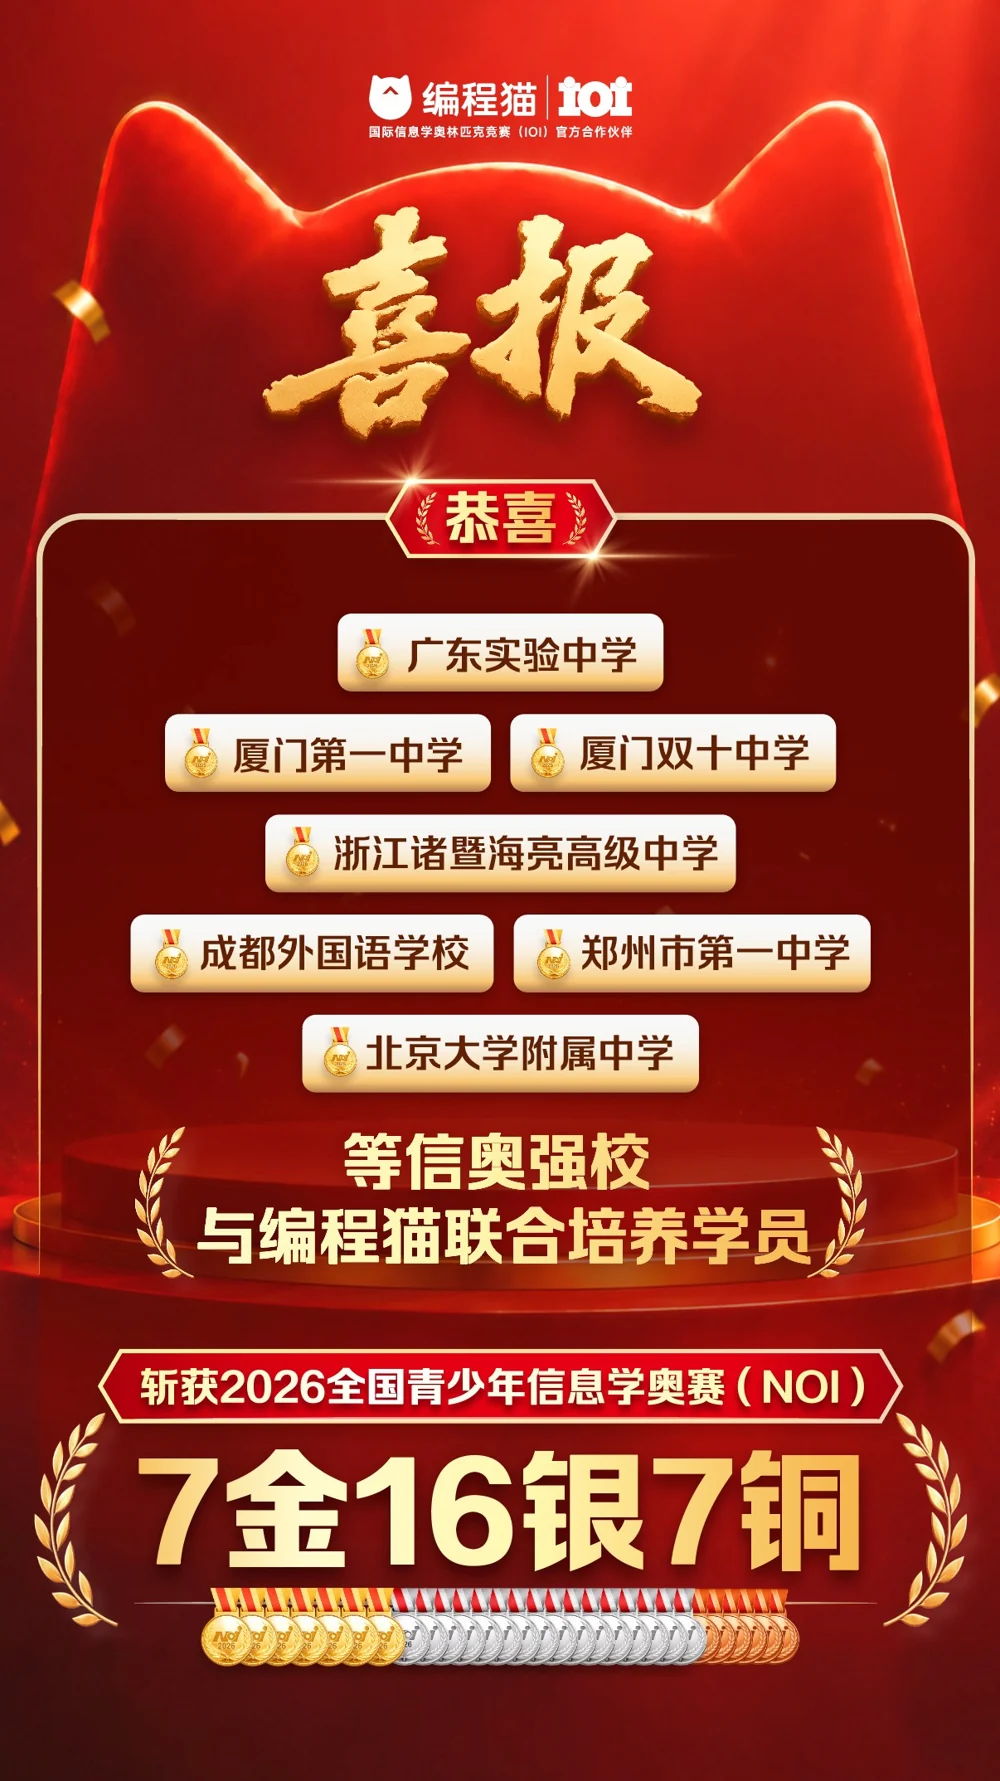 编程猫 IOI
国际信息学奥林匹克竞赛（IOI）官方合作伙伴
喜报
恭喜
广东实验中学
厦门第一中学
厦门双十中学
浙江诸暨海亮高级中学
成都外国语学校
郑州市第一中学
北京大学附属中学
等信奥强校
与编程猫联合培养学员
斩获2026全国青少年信息学奥赛（NOI）
7金16银7铜
NOI 2026